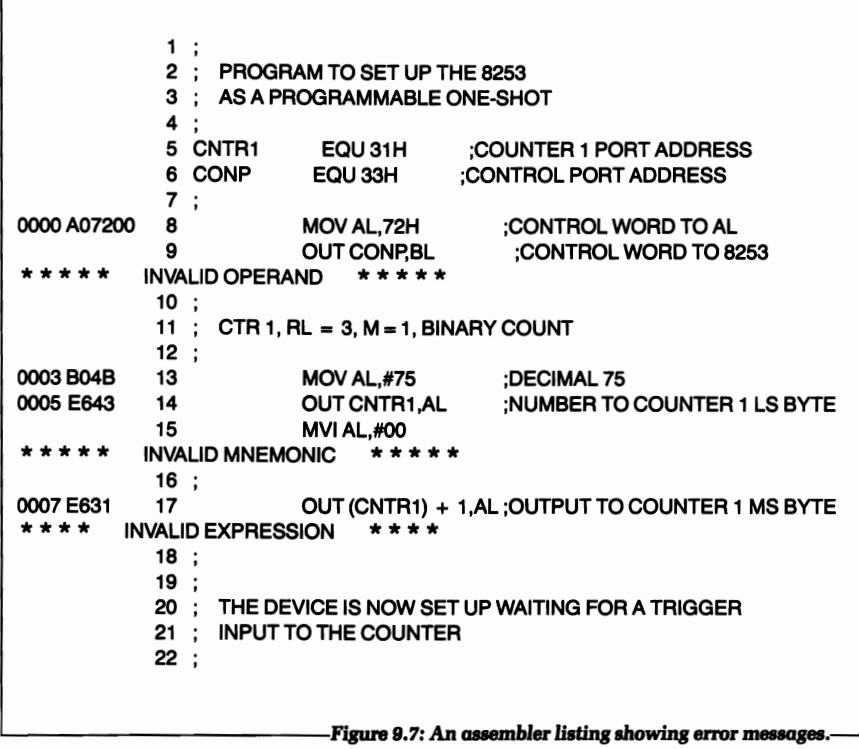 1 ;
2 ; PROGRAM TO SET UP THE 8253
3 ; AS A PROGRAMMABLE ONE-SHOT
4 ;
5 CNTR1 EQU 31H ;COUNTER 1 PORT ADDRESS
6 CONP EQU 33H ;CONTROL PORT ADDRESS
7 ;
0000 A07200 8 MOV AL,72H ;CONTROL WORD TO AL
9 OUT CONP,BL ;CONTROL WORD TO 8253
* * * * * INVALID OPERAND * * * * *
10 ;
11 ; CTR 1, RL = 3, M = 1, BINARY COUNT
12 ;
0003 B04B 13 MOV AL,#75 ;DECIMAL 75
0005 E643 14 OUT CNTR1,AL ;NUMBER TO COUNTER 1 LS BYTE
15 MVI AL,#00
* * * * * INVALID MNEMONIC * * * * *
16 ;
0007 E631 17 OUT (CNTR1) + 1,AL ;OUTPUT TO COUNTER 1 MS BYTE
* * * * INVALID EXPRESSION * * * *
18 ;
19 ;
20 ; THE DEVICE IS NOW SET UP WAITING FOR A TRIGGER
21 ; INPUT TO THE COUNTER
22 ;
Figure 9.7: An assembler listing showing error messages.